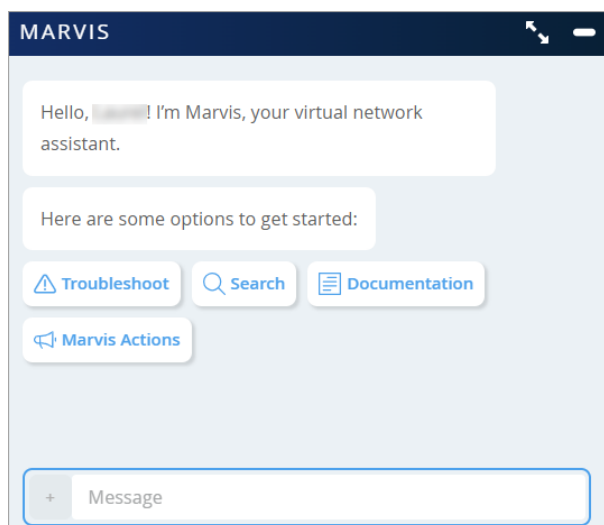 MARVIS
Hello, ! I'm Marvis, your virtual network
assistant.
Here are some options to get started:
Troubleshoot Search Documentation
Marvis Actions
+ Message